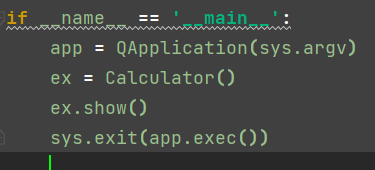 if __name__ == '__main__':
    app = QApplication(sys.argv)
    ex = Calculator()
    ex.show()
    sys.exit(app.exec())